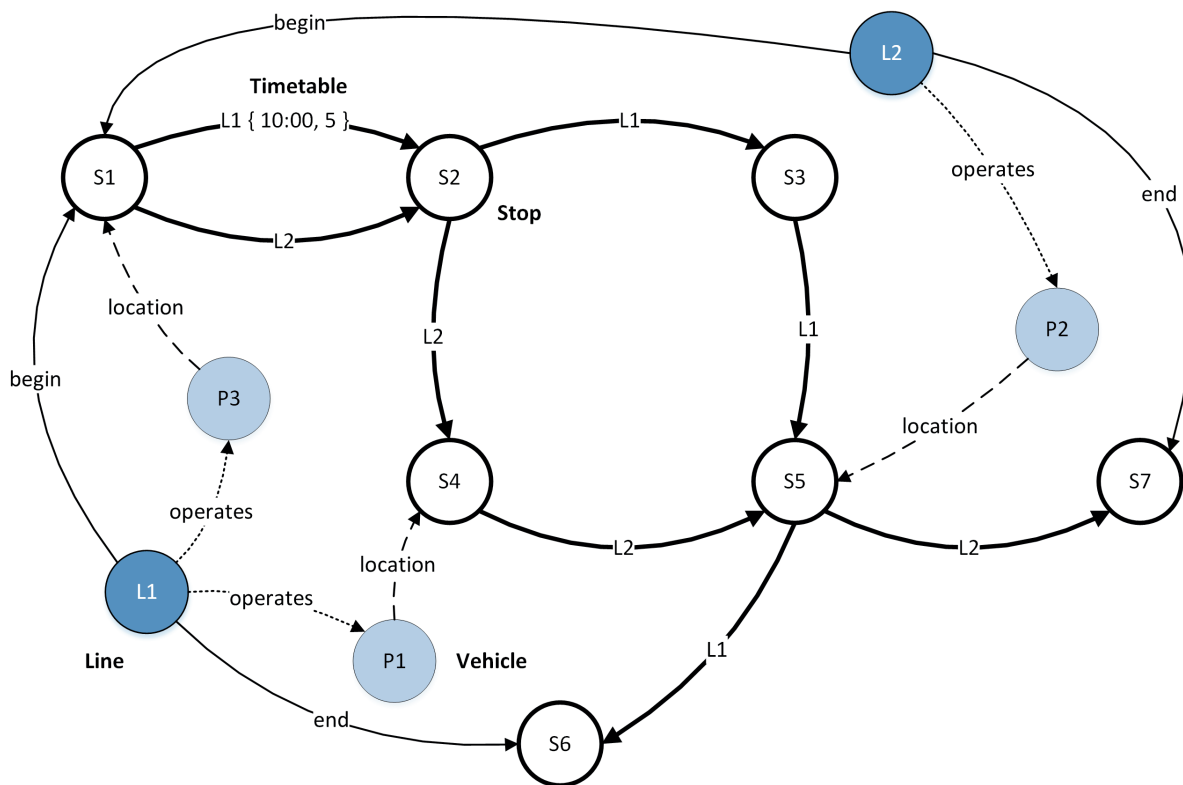 begin
L2
Timetable
L1 { 10:00, 5 }
L1
operates
S1
S2
S3
end
Stop
L2
location
L2
L1
P2
begin
P3
location
S4
S5
S7
operates
L2
L2
location
L1
operates
L1
Line
P1
Vehicle
end
S6